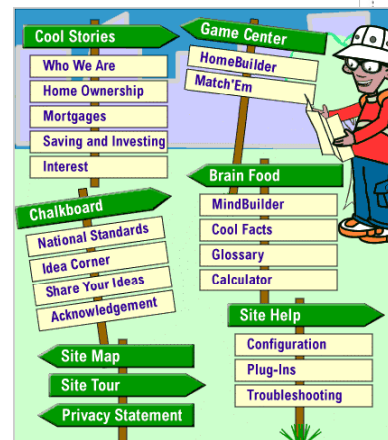 Cool Stories
Who We Are
Home Ownership
Mortgages
Saving and Investing
Interest
Game Center
HomeBuilder
Match'Em
Chalkboard
National Standards
Idea Corner
Share Your Ideas
Acknowledgement
Brain Food
MindBuilder
Cool Facts
Glossary
Calculator
Site Map
Site Tour
Privacy Statement
Site Help
Configuration
Plug-Ins
Troubleshooting